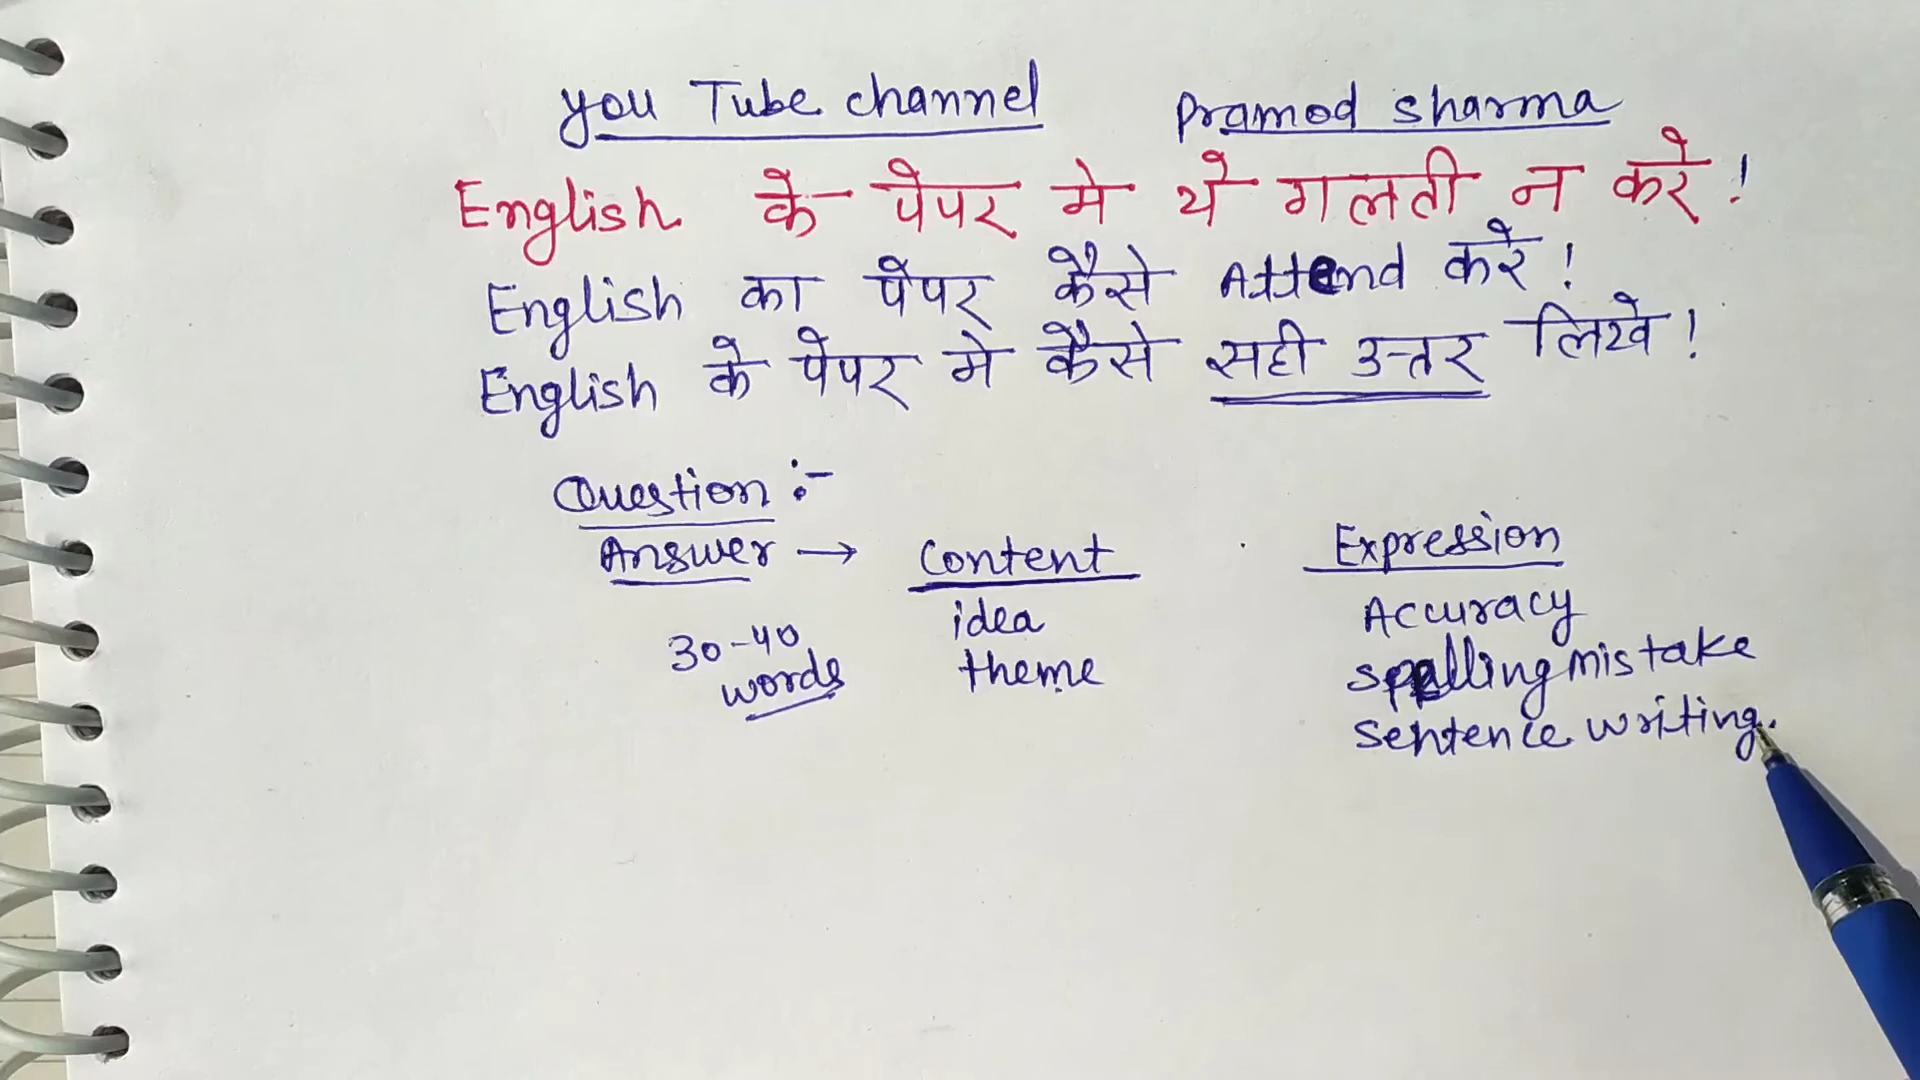 you Tube channel Pramod sharma
English के पेपर मे ये गलती न करे !
English का पेपर कैसे Attend करे !
English के पेपर मे कैसे सही उत्तर लिखे !
Question :-
Answer → Content Expression
idea Accuracy
30-40 words theme spelling mistake
Sentence writing.